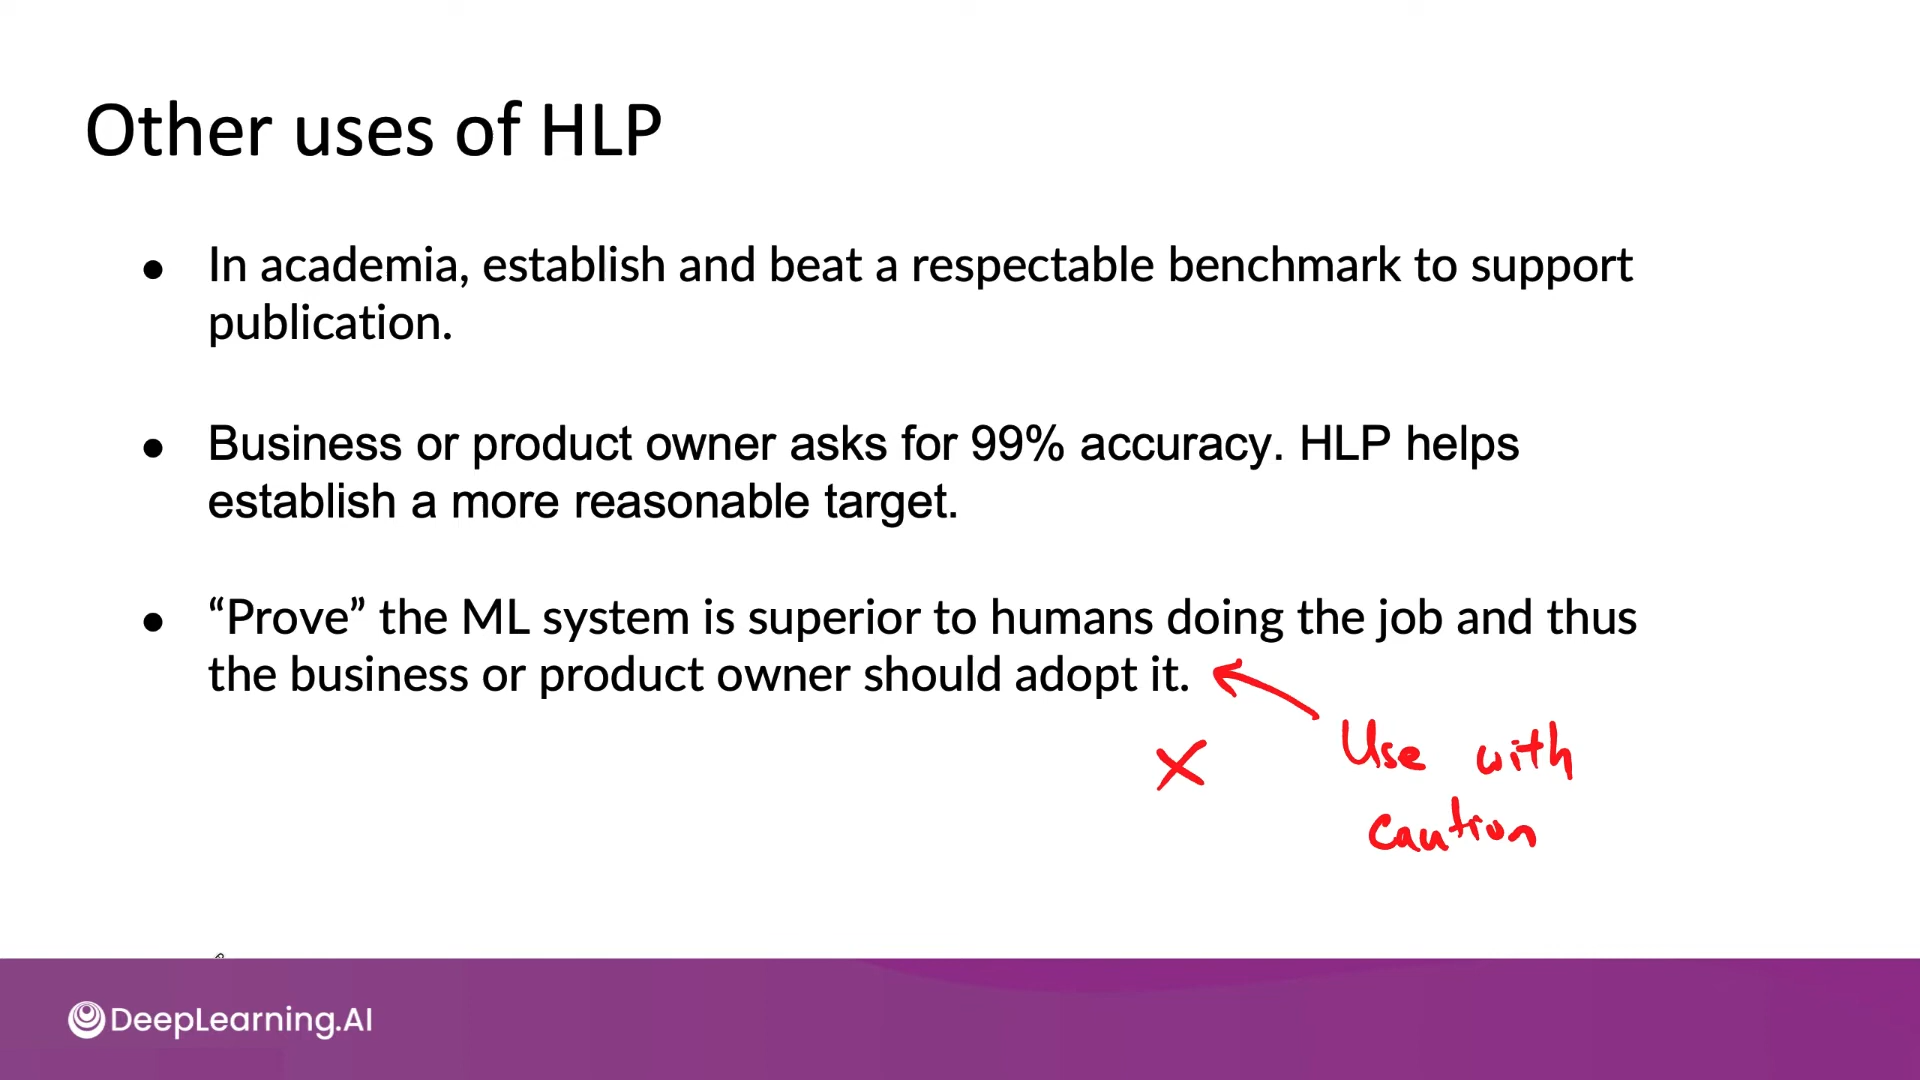 Other uses of HLP
● In academia, establish and beat a respectable benchmark to support
publication.
● Business or product owner asks for 99% accuracy. HLP helps
establish a more reasonable target.
● “Prove” the ML system is superior to humans doing the job and thus
the business or product owner should adopt it.
Use with
caution
DeepLearning.AI